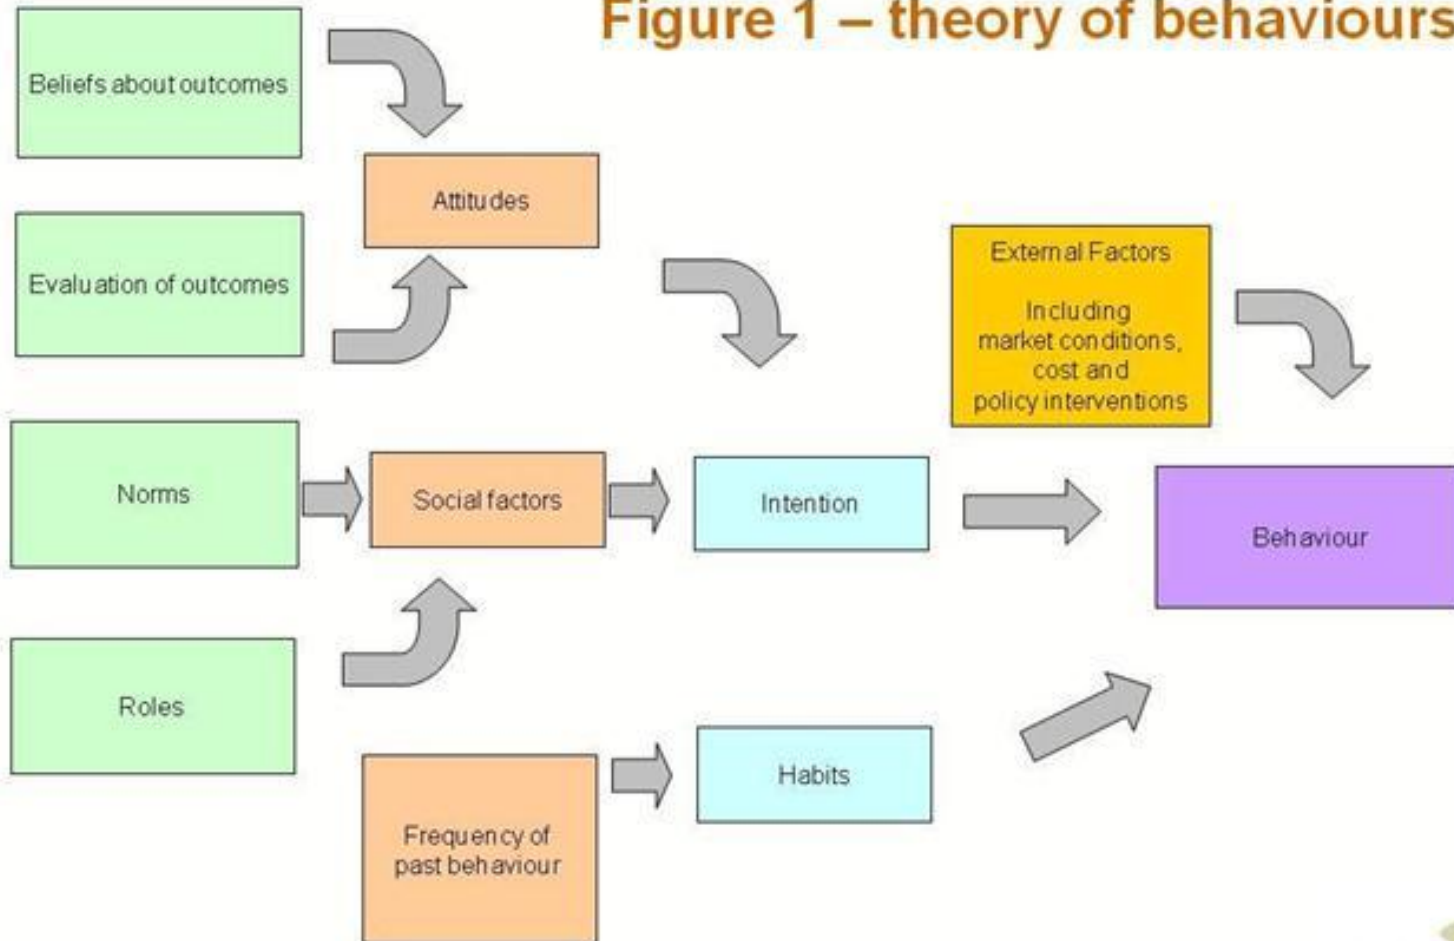 Figure 1 – theory of behaviours
Beliefs about outcomes
Attitudes
Evaluation of outcomes
External Factors
Including
market conditions,
cost and
policy interventions
Norms
Social factors
Intention
Behaviour
Roles
Habits
Frequency of
past behaviour